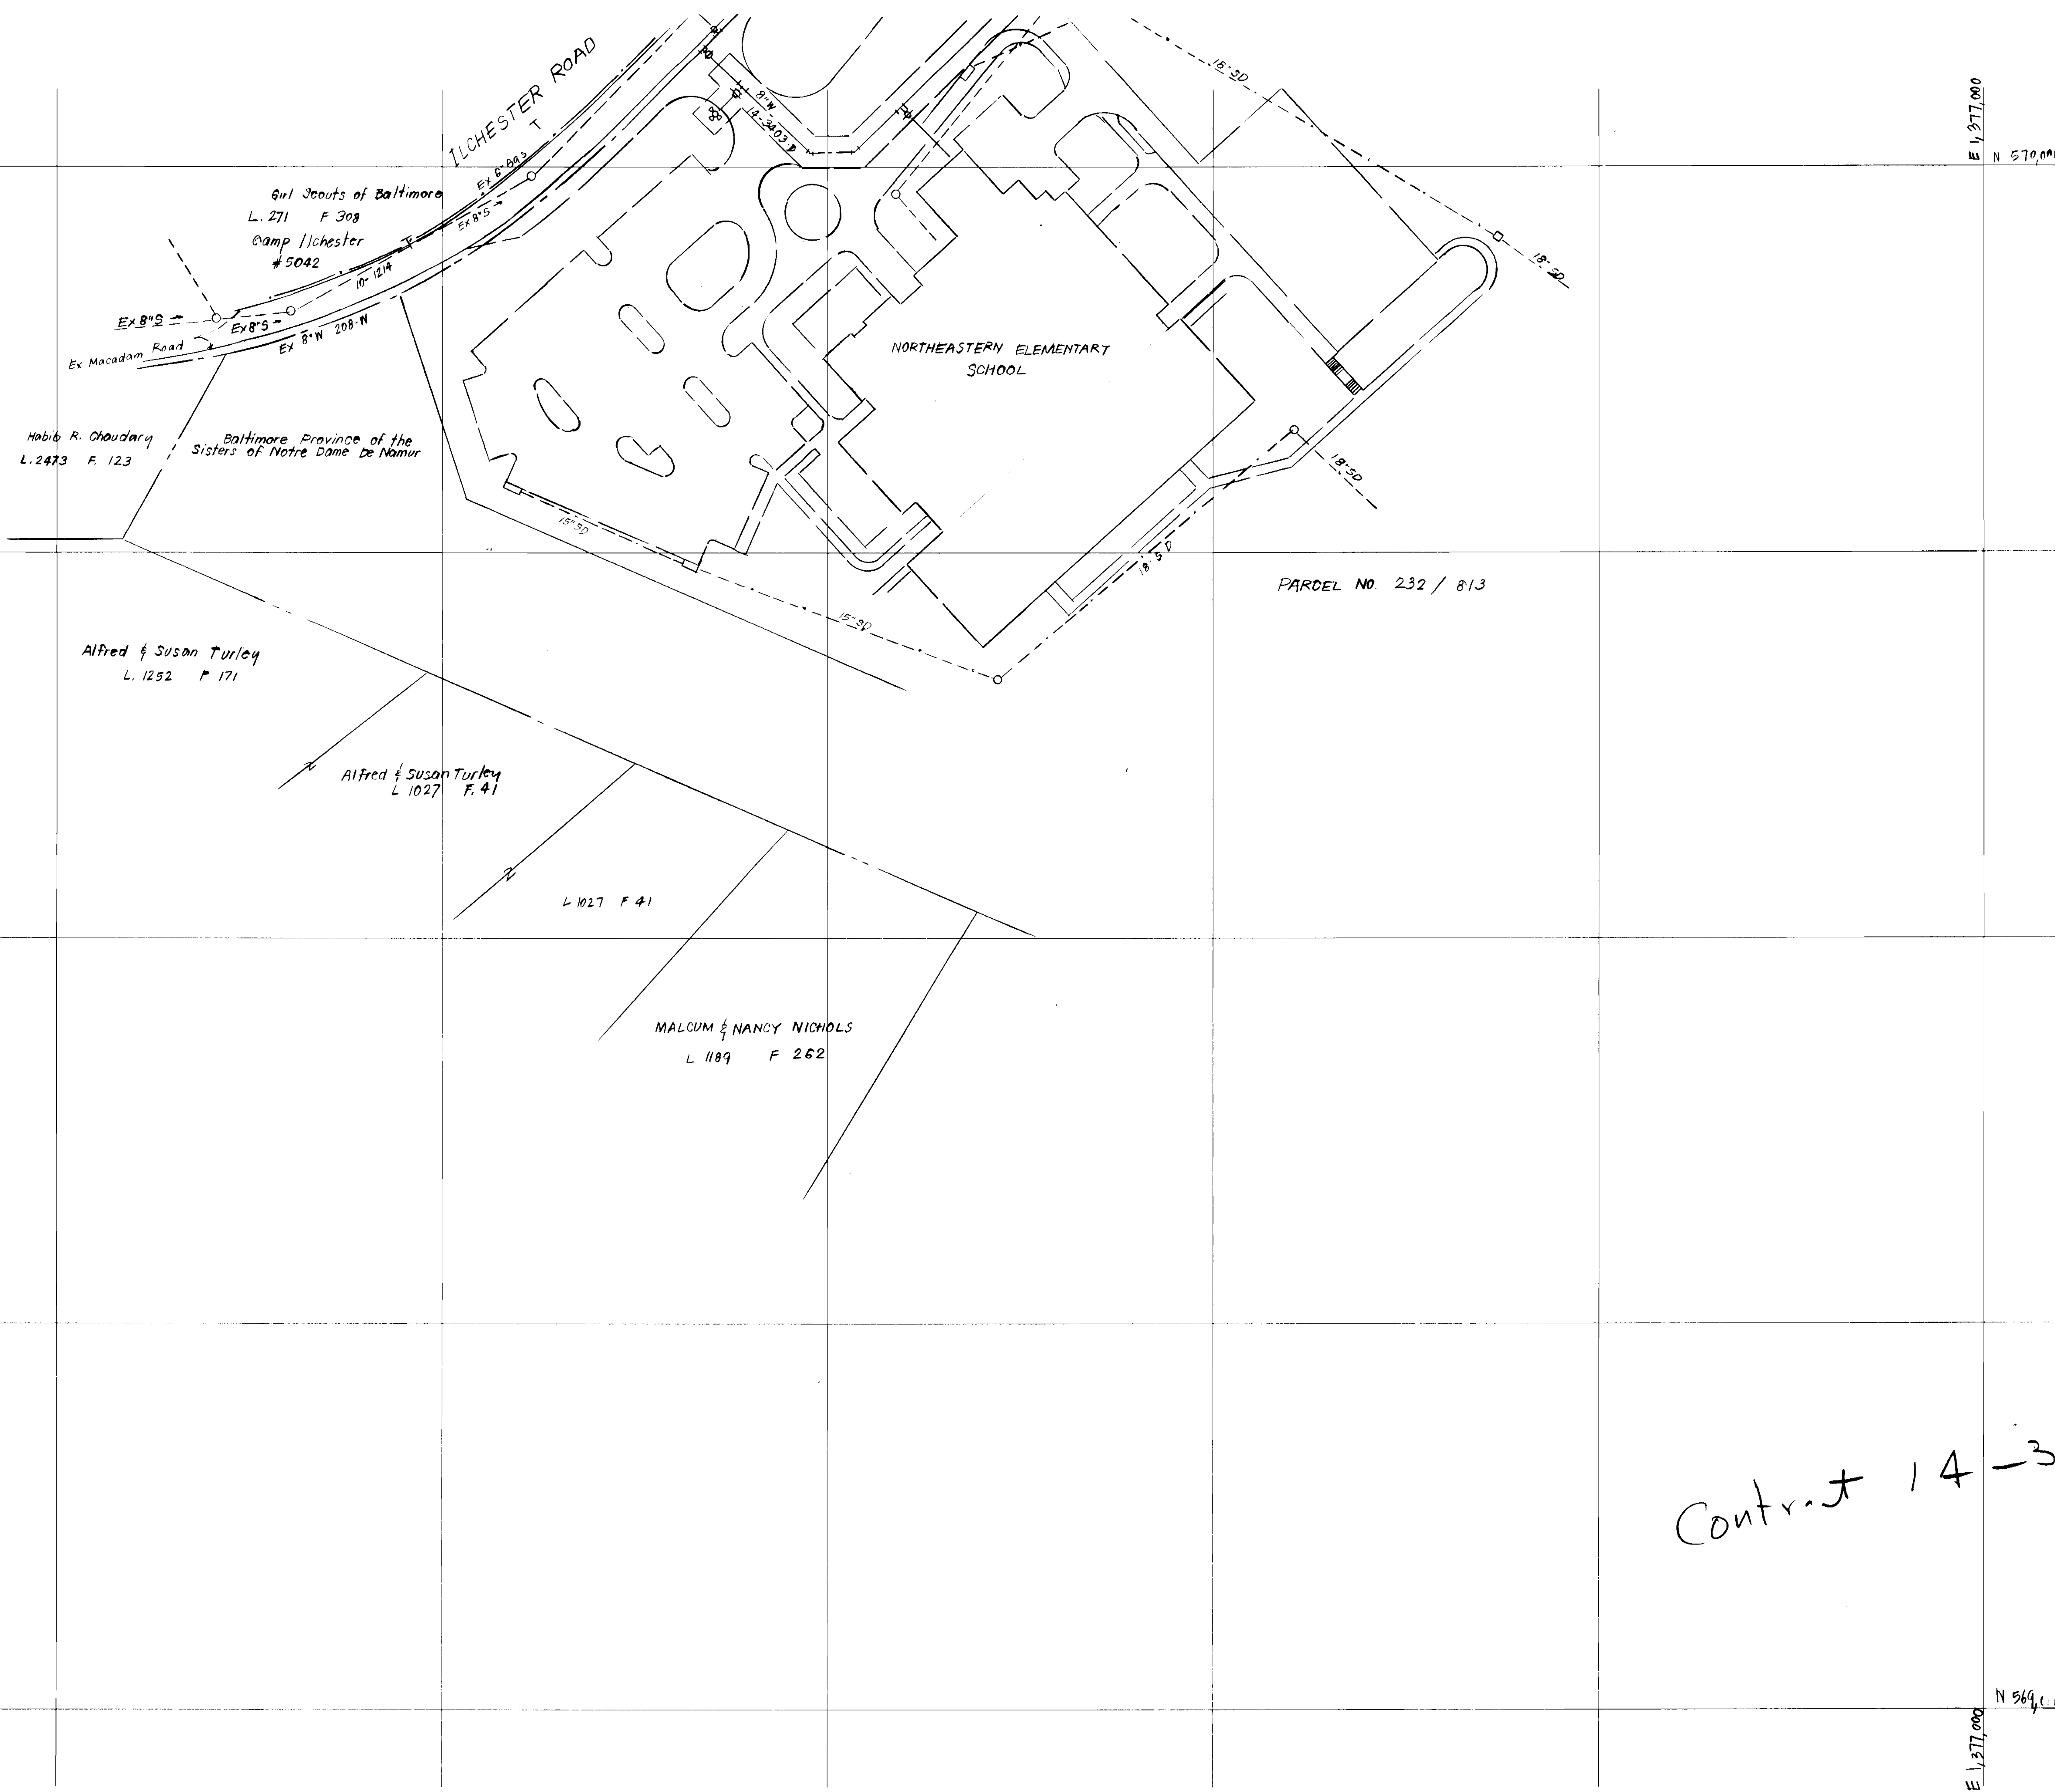 ILCHESTER ROAD
18" SD
E 1,377,000
N 570,0
8"W
14-3403-D
Ex 6" Gas
Girl Scouts of Baltimore
L. 271 F 308
Camp Ilchester
#5042
Ex 8"S
10-1214
18" SD
Ex 8"S
Ex 8"S
Ex 8"W 208-W
Ex Macadam Road
NORTHEASTERN ELEMENTARY
SCHOOL
Habib R. Choudary
L. 2473 F. 123
Baltimore Province of the
Sisters of Notre Dame De Namur
18" SD
15" SD
18" SD
PARCEL NO. 232 / 813
15" SD
Alfred & Susan Turley
L. 1252 F 171
Alfred & Susan Turley
L 1027 F. 41
L 1027 F 41
MALCUM & NANCY NICHOLS
L 1189 F 262
Contract 14-3
N 569,
E 1,377,000